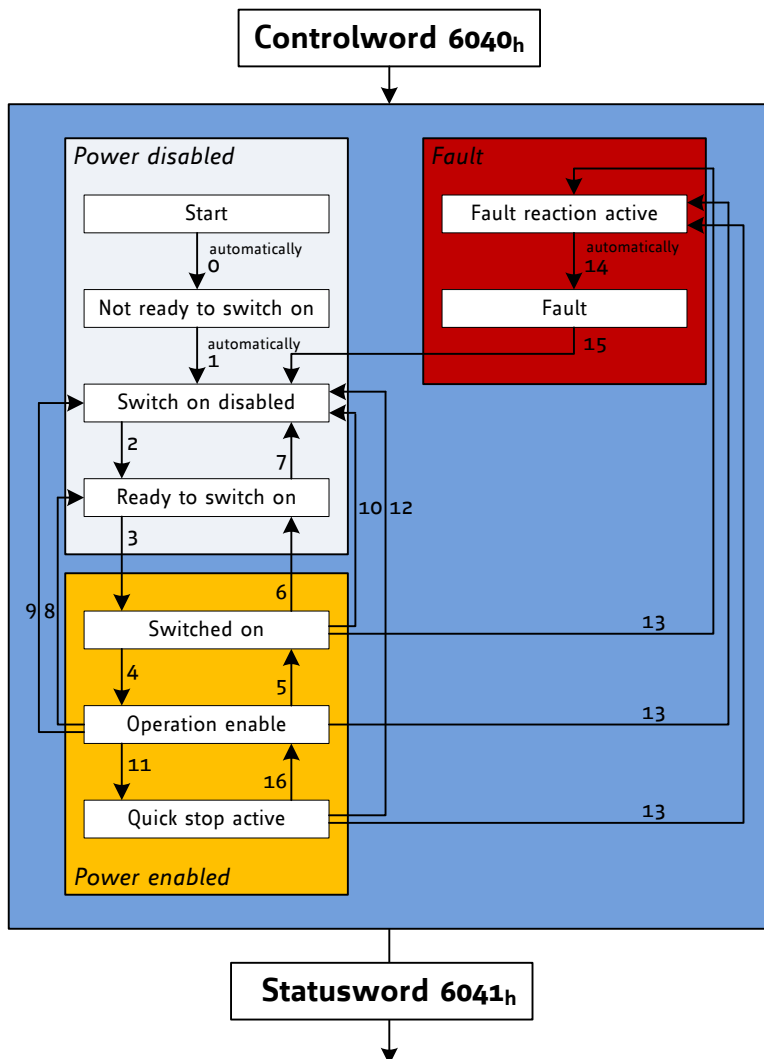 Controlword 6040h
Power disabled
Fault
Start
Fault reaction active
automatically
0
automatically
14
Not ready to switch on
Fault
automatically
1
15
Switch on disabled
2
7
Ready to switch on
10 12
3
6
9 8
Switched on
13
4
5
Operation enable
13
11
16
Quick stop active
13
Power enabled
Statusword 6041h